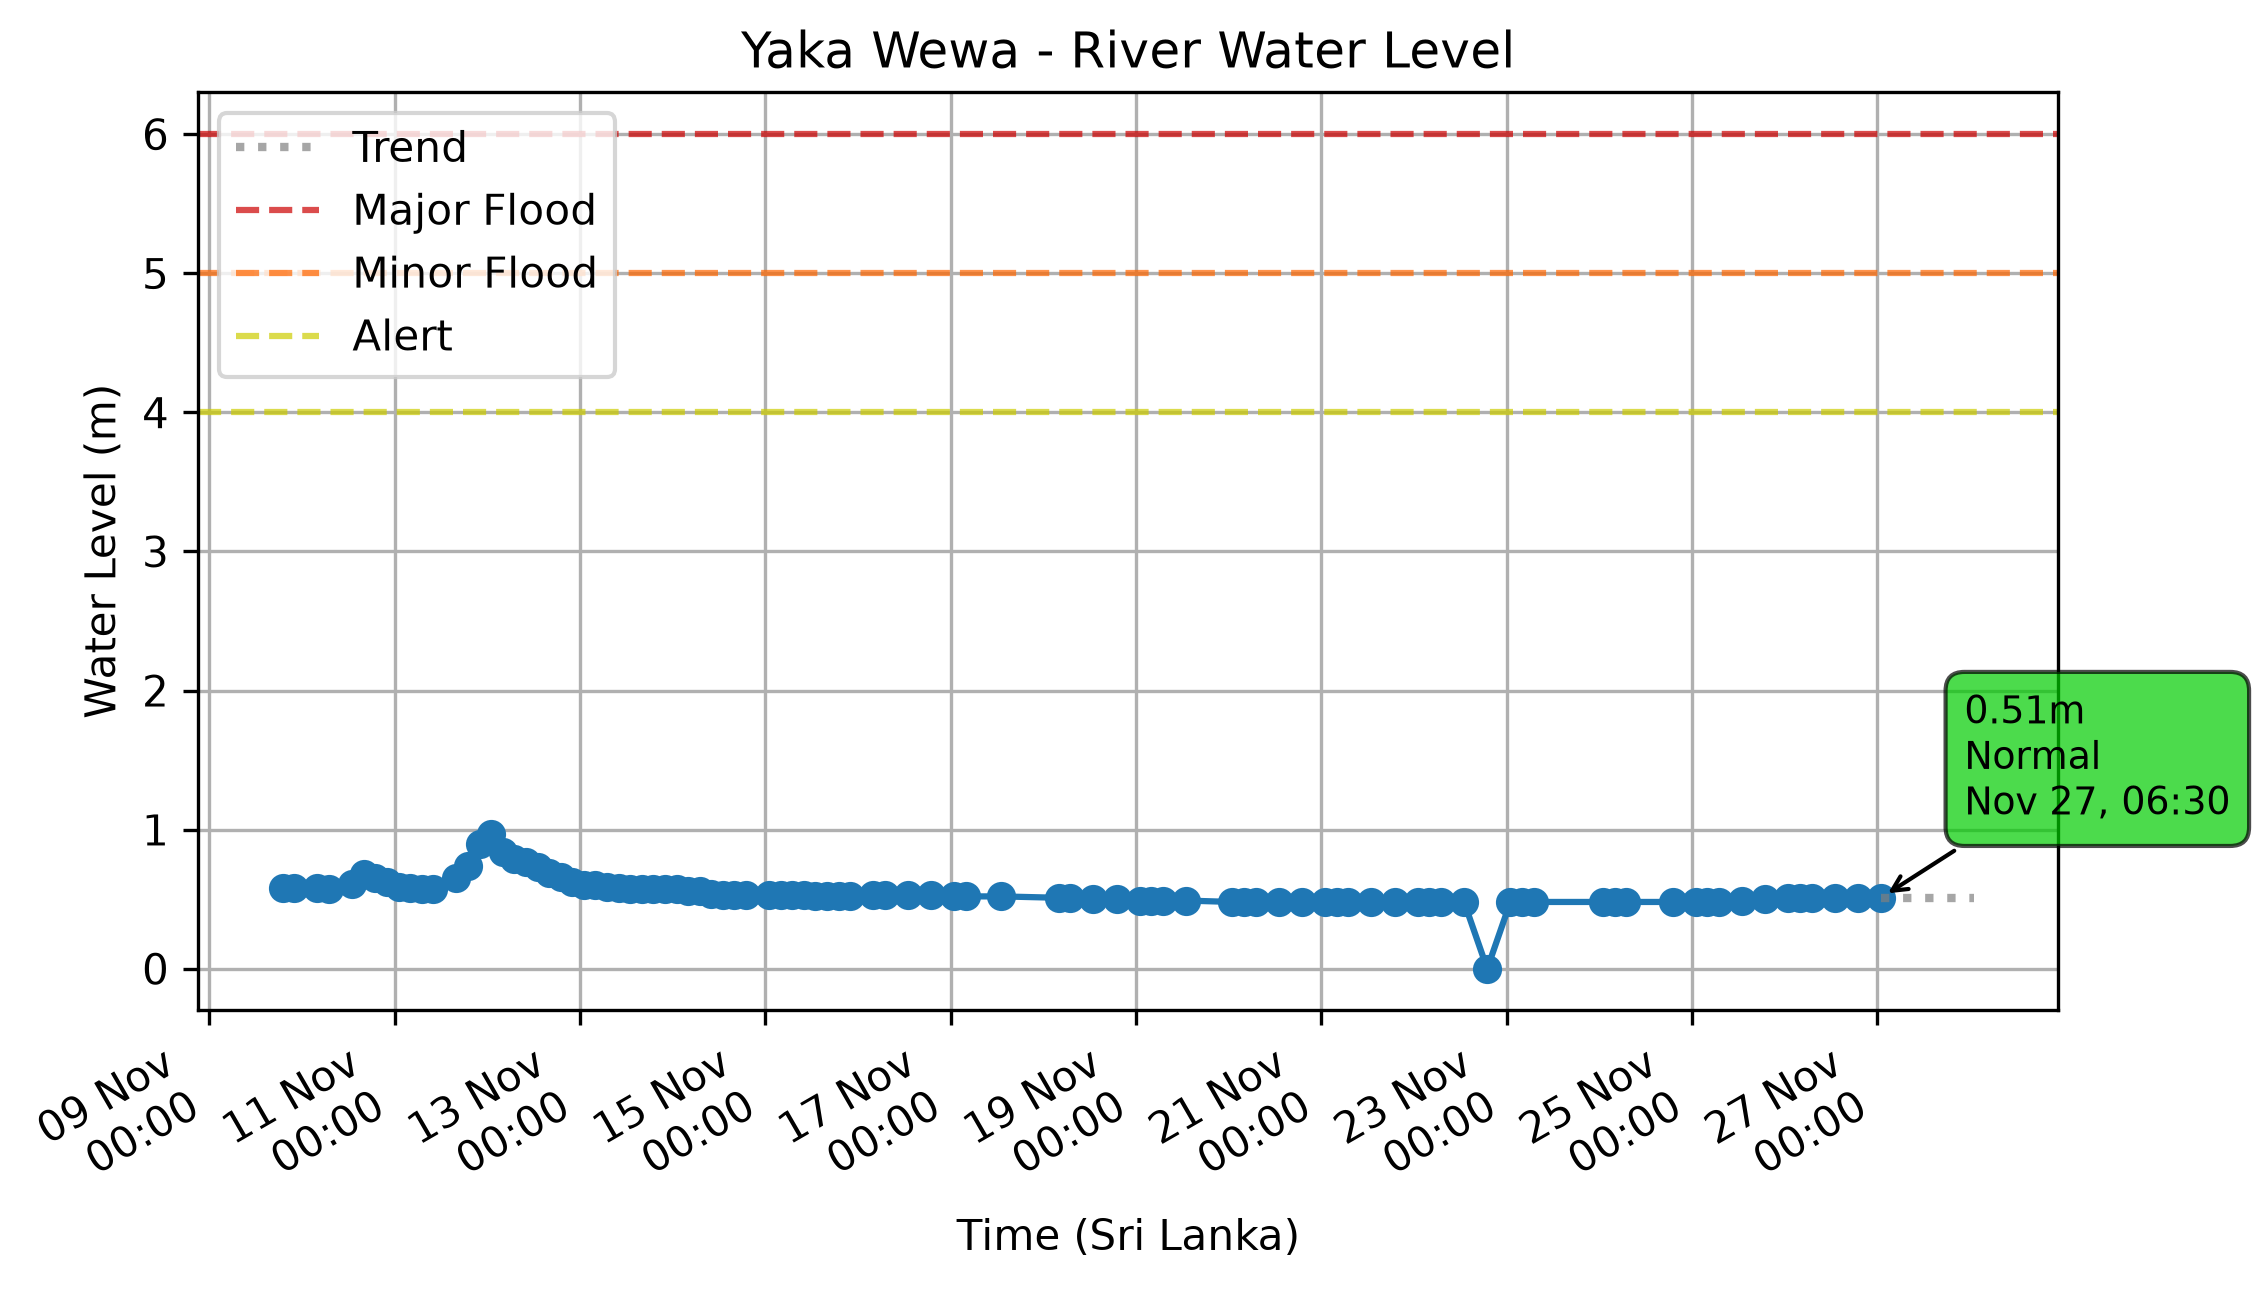 Yaka Wewa - River Water Level
Trend
Major Flood
Minor Flood
Alert
6
5
4
3
2
1
0
Water Level (m)
0.51m
Normal
Nov 27, 06:30
09 Nov
00:00
11 Nov
00:00
13 Nov
00:00
15 Nov
00:00
17 Nov
00:00
19 Nov
00:00
21 Nov
00:00
23 Nov
00:00
25 Nov
00:00
27 Nov
00:00
Time (Sri Lanka)